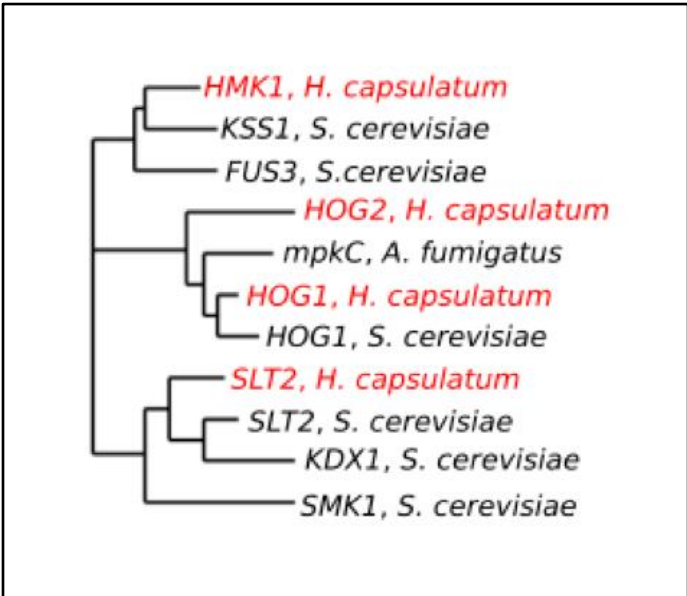 HMK1, H. capsulatum
KSS1, S. cerevisiae
FUS3, S.cerevisiae
HOG2, H. capsulatum
mpkC, A. fumigatus
HOG1, H. capsulatum
HOG1, S. cerevisiae
SLT2, H. capsulatum
SLT2, S. cerevisiae
KDX1, S. cerevisiae
SMK1, S. cerevisiae